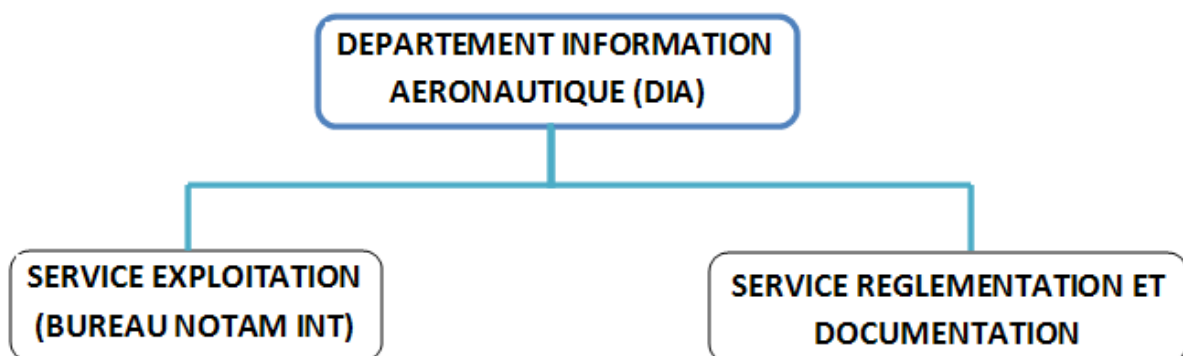 DEPARTEMENT INFORMATION
AERONAUTIQUE (DIA)
SERVICE EXPLOITATION
(BUREAU NOTAM INT)
SERVICE REGLEMENTATION ET
DOCUMENTATION